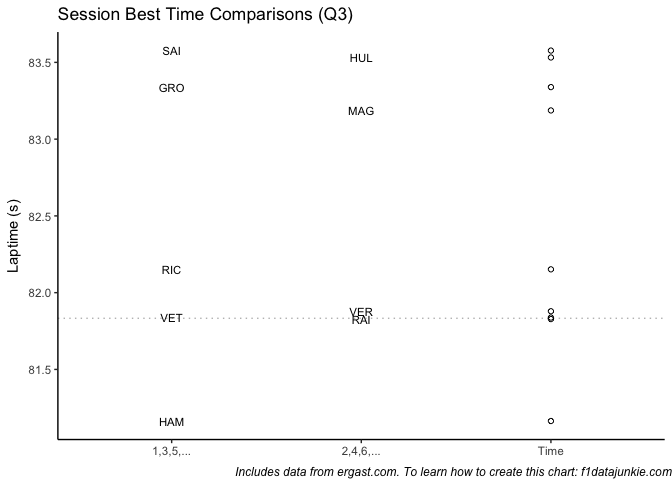 Session Best Time Comparisons (Q3)
SAI
HUL
83.5
GRO
MAG
83.0
82.5
Laptime (s)
RIC
82.0
VER
VET
RAI
81.5
HAM
1,3,5,...
2,4,6,...
Time
Includes data from ergast.com. To learn how to create this chart: f1datajunkie.com